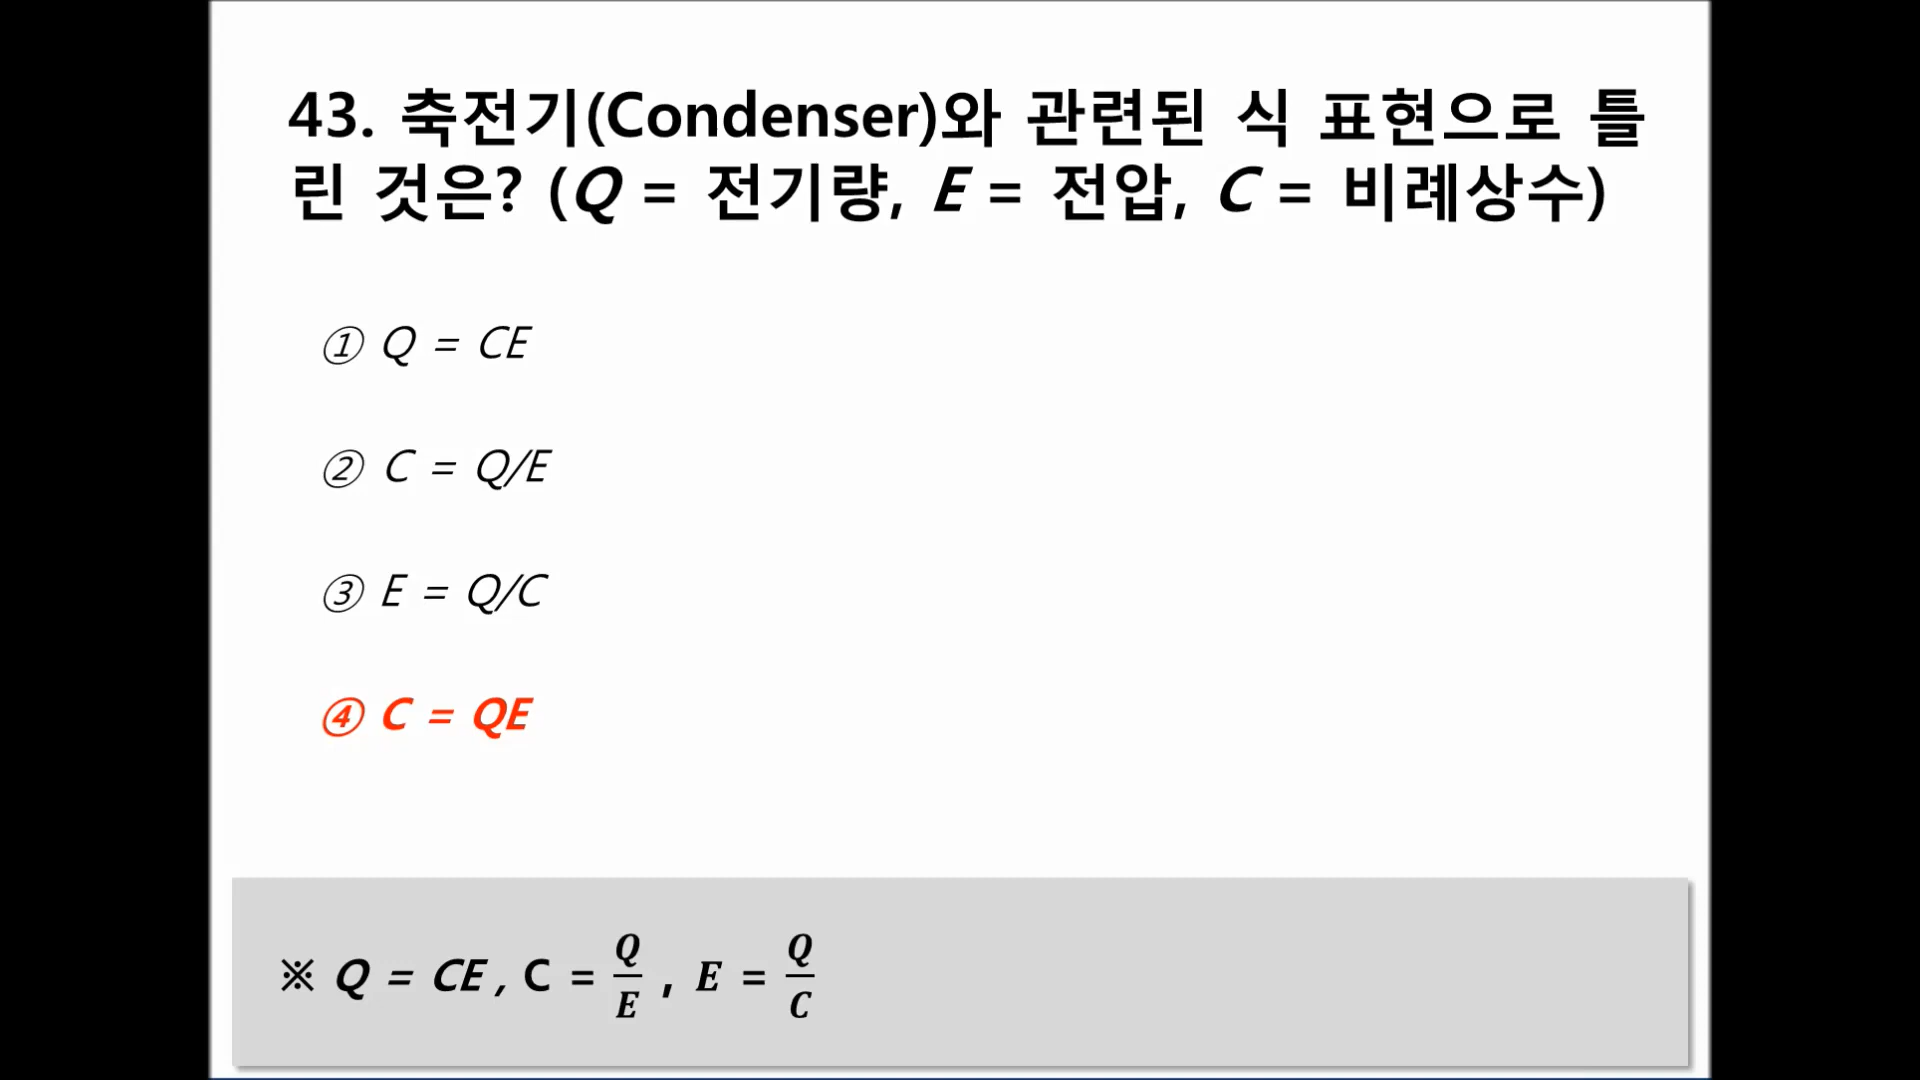 43. 축전기(Condenser)와 관련된 식 표현으로 틀
린 것은? (Q = 전기량, E = 전압, C = 비례상수)
① Q = CE
② C = Q/E
③ E = Q/C
④ C = QE
※ Q = CE , C = Q/E , E = Q/C